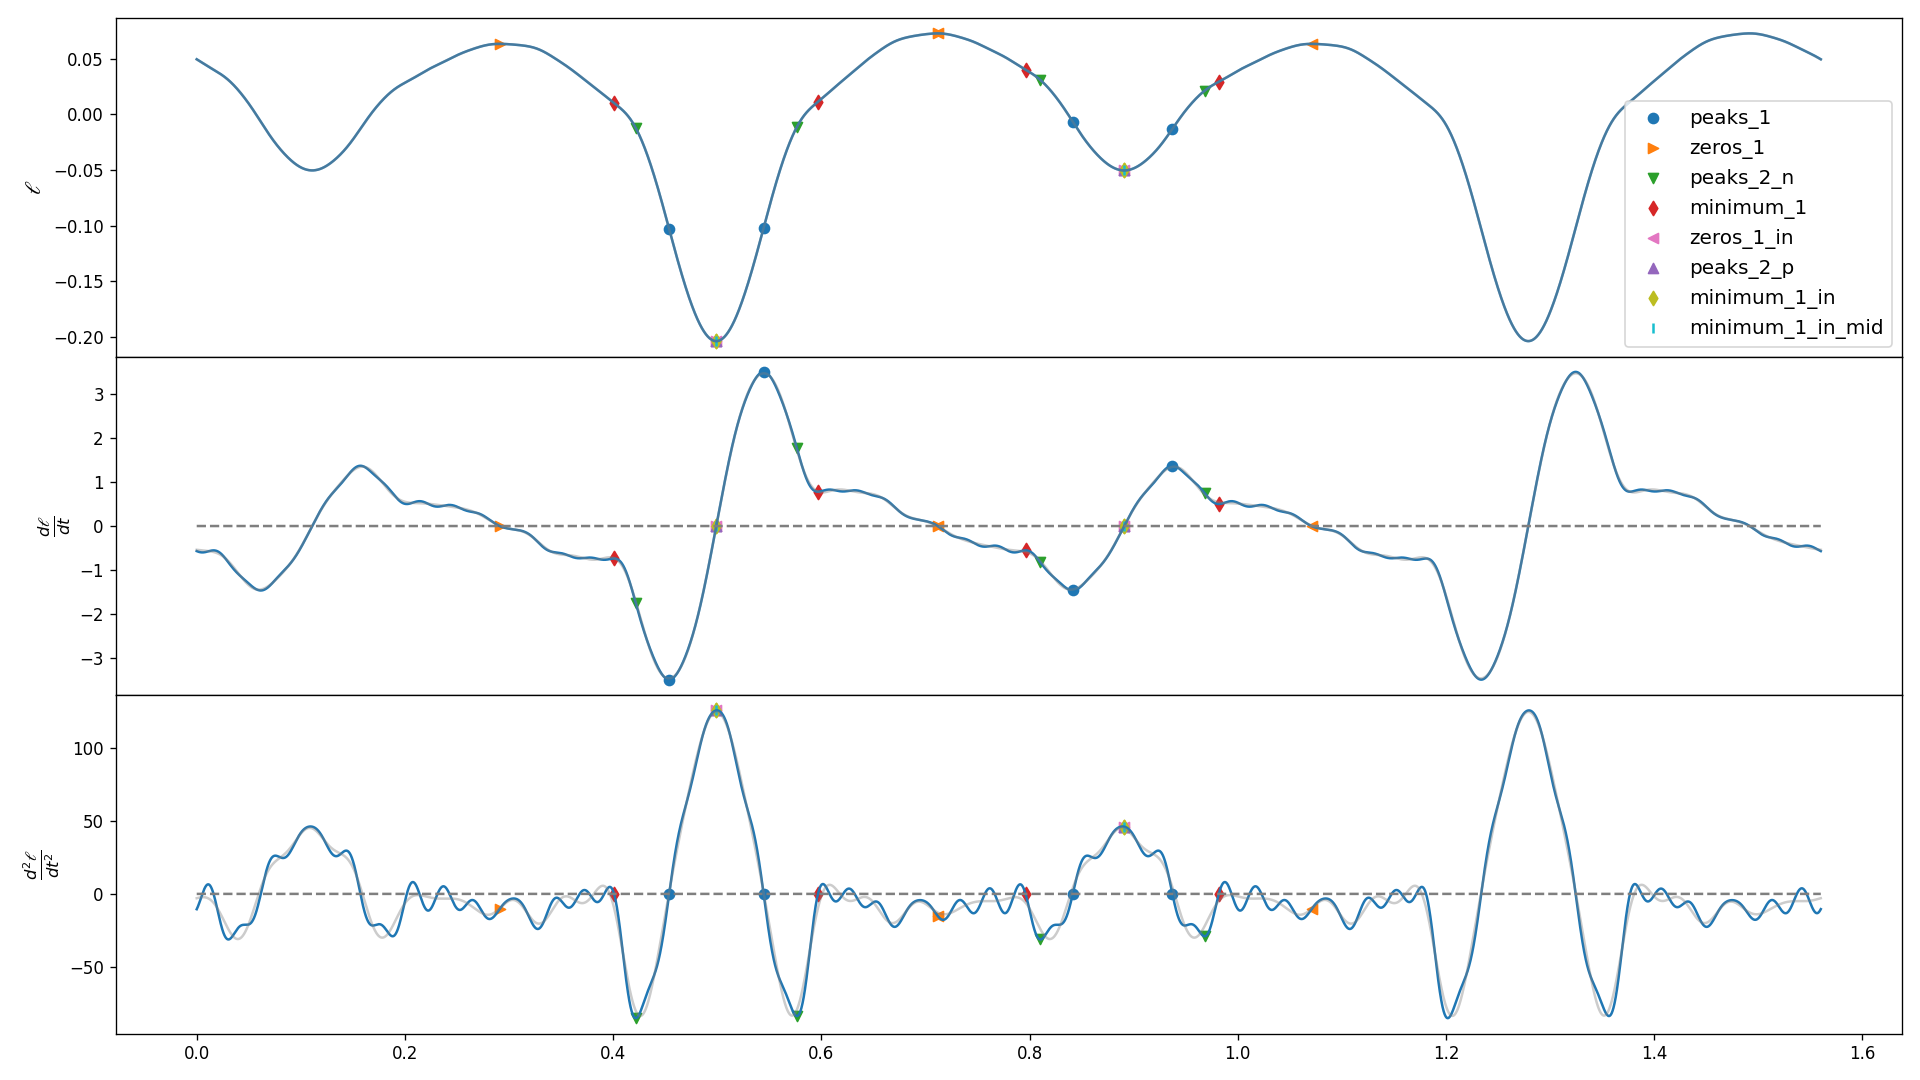 ℓ
0.05
0.00
−0.05
−0.10
−0.15
−0.20
peaks_1
zeros_1
peaks_2_n
minimum_1
zeros_1_in
peaks_2_p
minimum_1_in
minimum_1_in_mid
dℓ/dt
3
2
1
0
−1
−2
−3
d²ℓ/dt²
100
50
0
−50
0.0 0.2 0.4 0.6 0.8 1.0 1.2 1.4 1.6